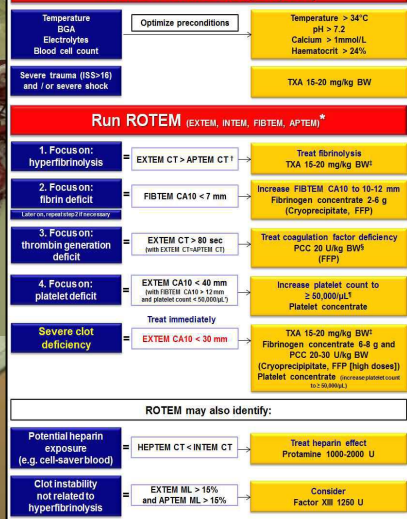 Temperature
BGA
Electrolytes
Blood cell count
Optimize preconditions
Temperature > 34°C
pH > 7.2
Calcium > 1mmol/L
Haematocrit > 24%
Severe trauma (ISS>16)
and / or severe shock
TXA 15-20 mg/kg BW
Run ROTEM (EXTEM, INTEM, FIBTEM, APTEM)*
1. Focus on:
hyperfibrinolysis
=
EXTEM CT > APTEM CT †
Treat fibrinolysis
TXA 15-20 mg/kg BW‡
2. Focus on:
fibrin deficit
Later on, repeat step 2 if necessary
=
FIBTEM CA10 < 7 mm
Increase FIBTEM CA10 to 10-12 mm
Fibrinogen concentrate 2-6 g
(Cryoprecipitate, FFP)
3. Focus on:
thrombin generation
deficit
=
EXTEM CT > 80 sec
(with EXTEM CT=APTEM CT)
Treat coagulation factor deficiency
PCC 20 U/kg BW§
(FFP)
4. Focus on:
platelet deficit
=
EXTEM CA10 < 40 mm
(with FIBTEM CA10 > 12 mm
and platelet count < 50,000/µL¶)
Increase platelet count to
≥ 50,000/µL¶
Platelet concentrate
Treat immediately
Severe clot
deficiency
EXTEM CA10 < 30 mm
TXA 15-20 mg/kg BW‡
Fibrinogen concentrate 6-8 g and
PCC 20-30 U/kg BW
(Cryopricipitate, FFP [high doses])
Platelet concentrate (increase platelet count
to ≥ 50,000/µL)
ROTEM may also identify:
Potential heparin
exposure
(e.g. cell-saver blood)
=
HEPTEM CT < INTEM CT
Treat heparin effect
Protamine 1000-2000 U
Clot instability
not related to
hyperfibrinolysis
=
EXTEM ML > 15%
and APTEM ML > 15%
Consider
Factor XIII 1250 U